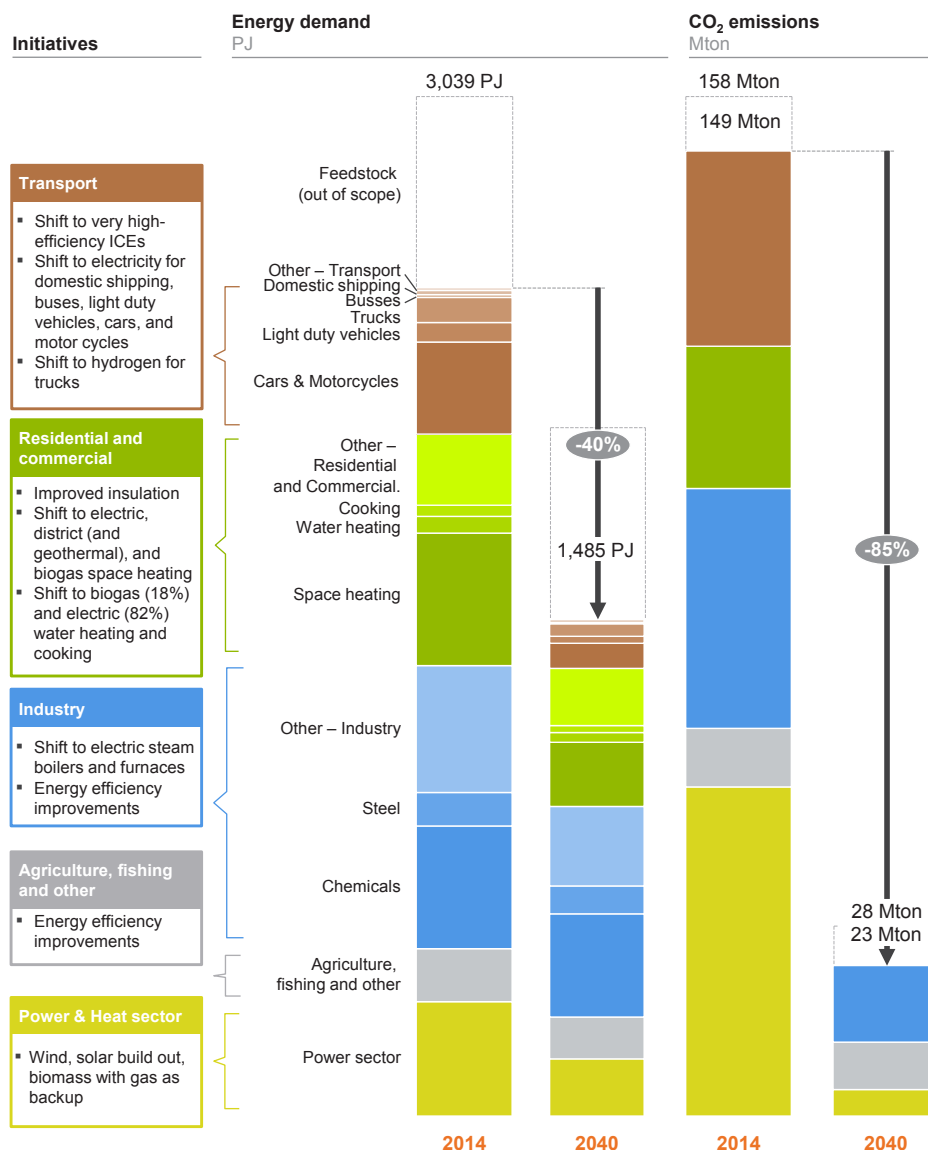 Initiatives
Energy demand
PJ
CO₂ emissions
Mton
3,039 PJ
158 Mton
149 Mton
Transport
▪ Shift to very high-
efficiency ICEs
▪ Shift to electricity for
domestic shipping,
buses, light duty
vehicles, cars, and
motor cycles
▪ Shift to hydrogen for
trucks
Residential and
commercial
▪ Improved insulation
▪ Shift to electric,
district (and
geothermal), and
biogas space heating
▪ Shift to biogas (18%)
and electric (82%)
water heating and
cooking
Industry
▪ Shift to electric steam
boilers and furnaces
▪ Energy efficiency
improvements
Agriculture, fishing
and other
▪ Energy efficiency
improvements
Power & Heat sector
▪ Wind, solar build out,
biomass with gas as
backup
Feedstock
(out of scope)
Other – Transport
Domestic shipping
Busses
Trucks
Light duty vehicles
Cars & Motorcycles
Other –
Residential
and Commercial.
Cooking
Water heating
Space heating
Other – Industry
Steel
Chemicals
Agriculture,
fishing and other
Power sector
-40%
1,485 PJ
-85%
28 Mton
23 Mton
2014
2040
2014
2040